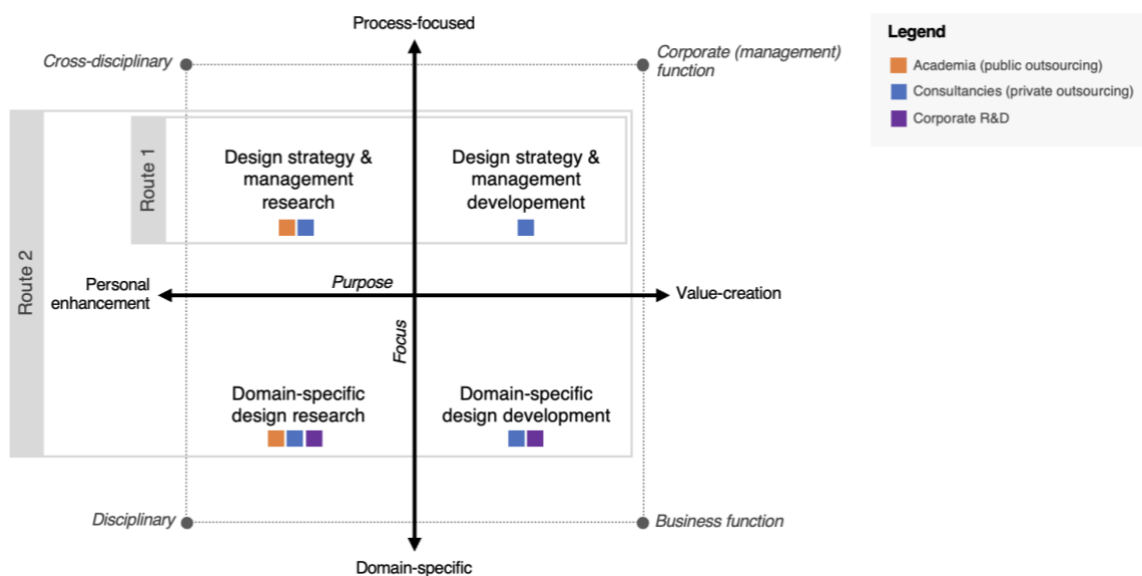 Process-focused
Legend
Cross-disciplinary
Corporate (management)
function
Academia (public outsourcing)
Consultancies (private outsourcing)
Corporate R&D
Route 1
Design strategy &
management
research
Design strategy &
management
developement
Route 2
Personal
enhancement
Purpose
Value-creation
Focus
Domain-specific
design research
Domain-specific
design development
Disciplinary
Business function
Domain-specific